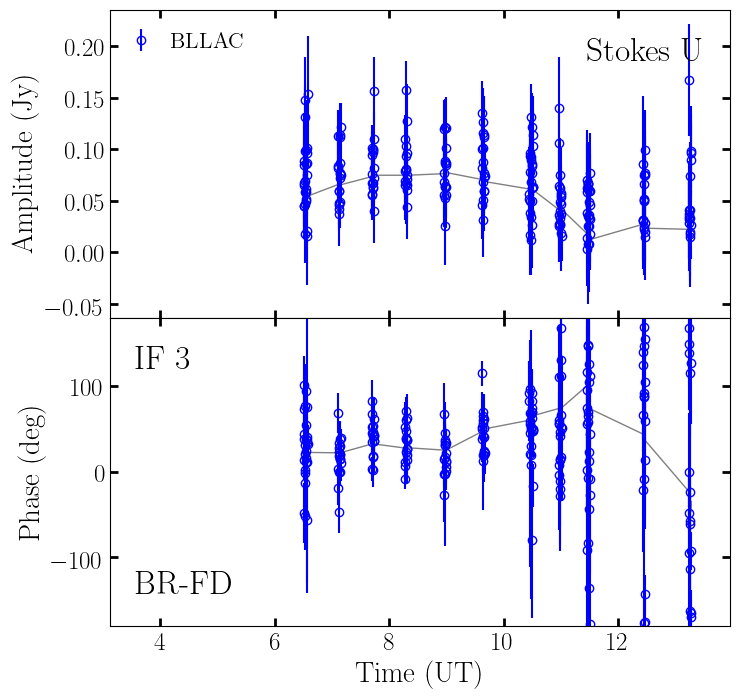 BLLAC
Stokes U
0.20
0.15
0.10
0.05
0.00
−0.05
Amplitude (Jy)
IF 3
100
0
−100
Phase (deg)
BR-FD
4 6 8 10 12
Time (UT)